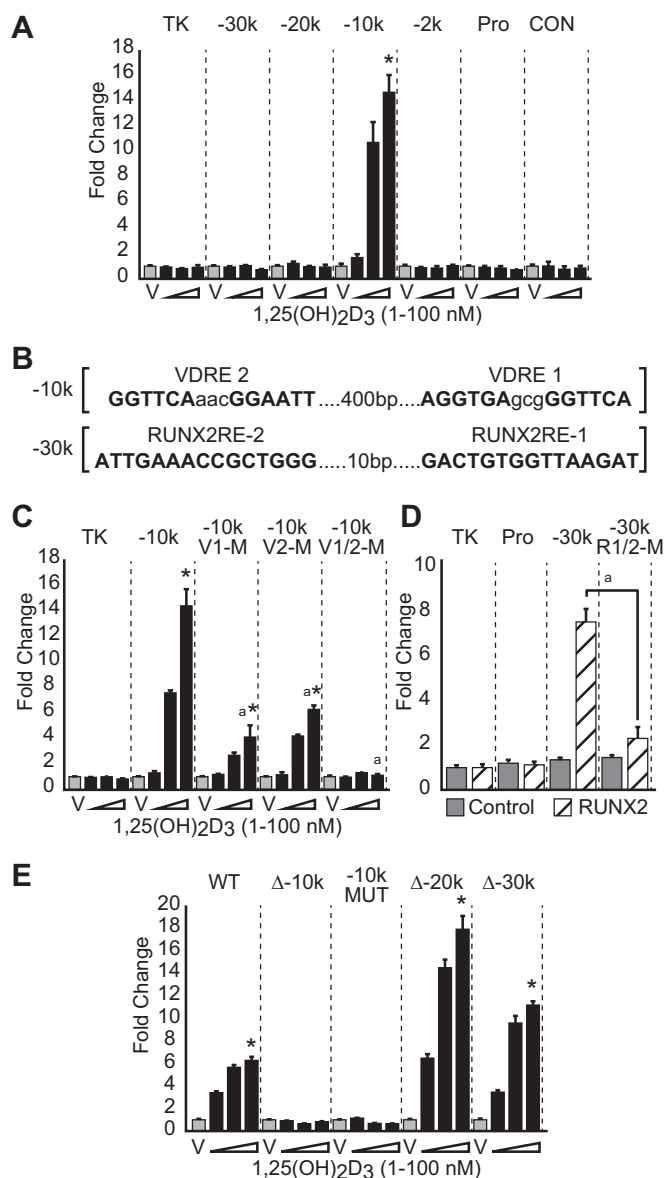 A
TK -30k -20k -10k -2k Pro CON
Fold Change
18
16
14
12
10
8
6
4
2
0
*
V V V V V V V
1,25(OH)2D3 (1-100 nM)
B
-10k
VDRE 2 VDRE 1
GGTTCAaacGGAATT ....400bp.... AGGTGAgcgGGTTCA
-30k
RUNX2RE-2 RUNX2RE-1
ATTGAAACCGCTGGG.....10bp....GACTGTGGTTAAGAT
C
TK -10k -10k V1-M -10k V2-M -10k V1/2-M
Fold Change
18
16
14
12
10
8
6
4
2
0
* a* a* a
V V V V V
1,25(OH)2D3 (1-100 nM)
D
TK Pro -30k -30k R1/2-M
Fold Change
10
8
6
4
2
0
a
Control RUNX2
E
WT Δ-10k -10k MUT Δ-20k Δ-30k
Fold Change
20
18
16
14
12
10
8
6
4
2
0
* * *
V V V V V
1,25(OH)2D3 (1-100 nM)